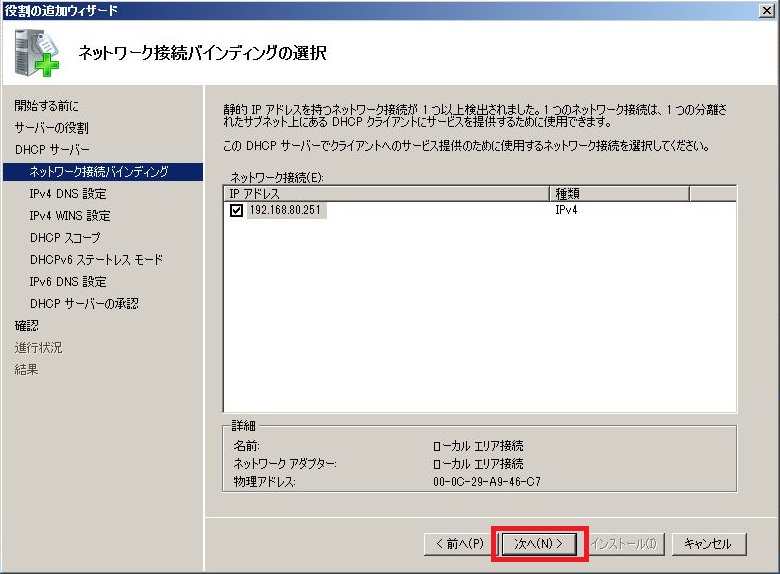 役割の追加ウィザード
ネットワーク接続バインディングの選択
開始する前に
サーバーの役割
DHCP サーバー
ネットワーク接続バインディング
IPv4 DNS 設定
IPv4 WINS 設定
DHCP スコープ
DHCPv6 ステートレス モード
IPv6 DNS 設定
DHCP サーバーの承認
確認
進行状況
結果
静的 IP アドレスを持つネットワーク接続が 1 つ以上検出されました。1 つのネットワーク接続は、1 つの分離さ
れたサブネット上にある DHCP クライアントにサービスを提供するために使用できます。
この DHCP サーバーでクライアントへのサービス提供のために使用するネットワーク接続を選択してください。
ネットワーク接続(E):
IP アドレス 種類
192.168.80.251 IPv4
詳細
名前: ローカル エリア接続
ネットワーク アダプター: ローカル エリア接続
物理アドレス: 00-0C-29-A9-46-C7
< 前へ(P) 次へ(N) > インストール(I) キャンセル